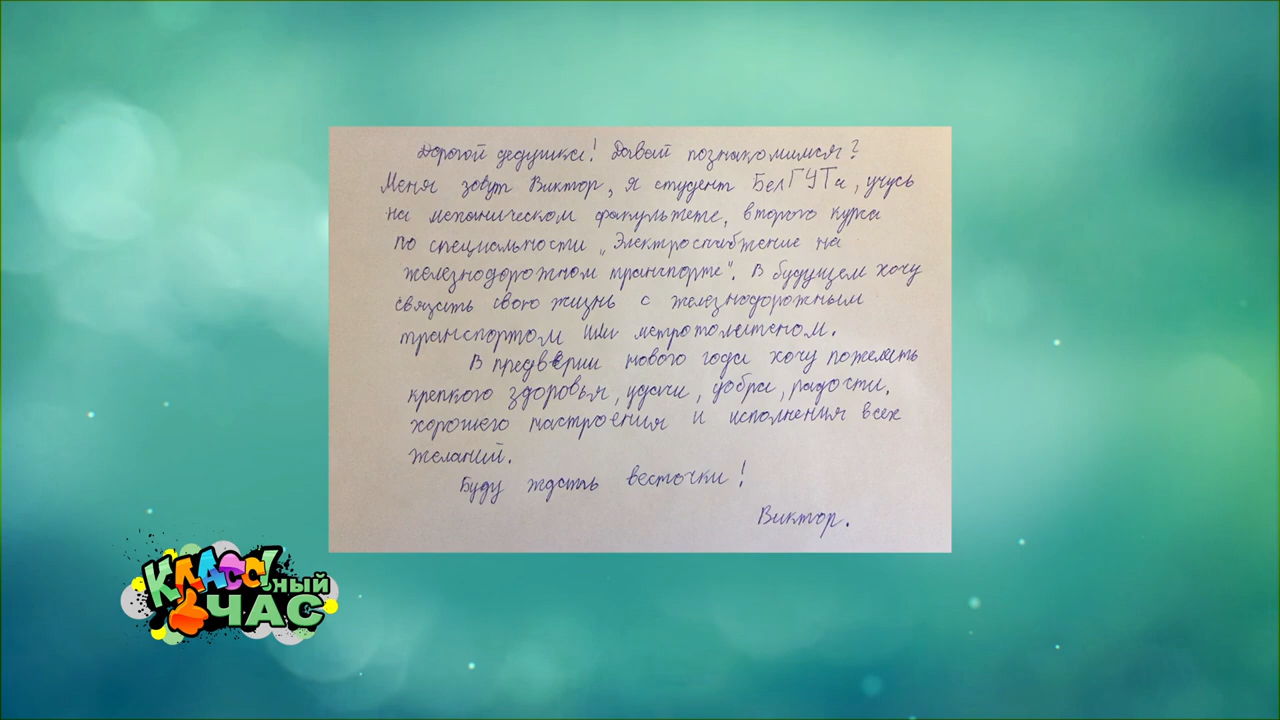 Дорогой дедушка! Давай познакомимся?
Меня зовут Виктор, я студент БелГУТа, учусь
на механическом факультете, второго курса
по специальности „Электроснабжение на
железнодорожном транспорте". В будущем хочу
связать свою жизнь с железнодорожным
транспортом или метрополитеном.
В предверии нового года хочу пожелать
крепкого здоровья, удачи, добра, радости,
хорошего настроения и исполнения всех
желаний.
Буду ждать весточки!
Виктор.
КЛАСС!ный
ЧАС